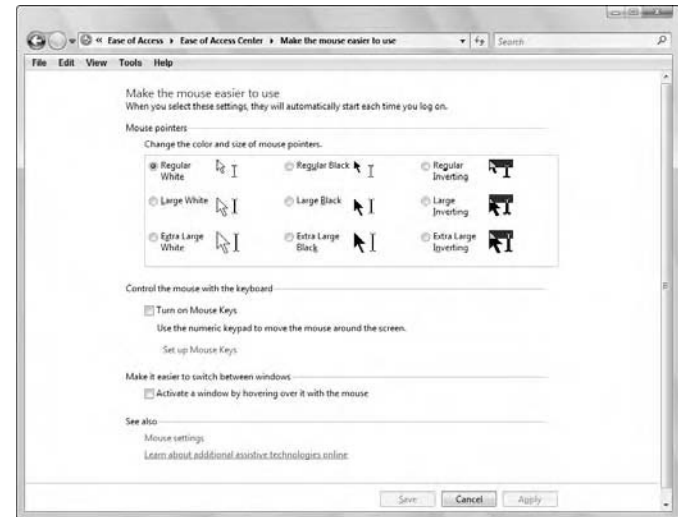 « Ease of Access ▸ Ease of Access Center ▸ Make the mouse easier to use Search
File Edit View Tools Help
Make the mouse easier to use
When you select these settings, they will automatically start each time you log on.
Mouse pointers
Change the color and size of mouse pointers.
Regular White Regular Black Regular Inverting
Large White Large Black Large Inverting
Extra Large White Extra Large Black Extra Large Inverting
Control the mouse with the keyboard
Turn on Mouse Keys
Use the numeric keypad to move the mouse around the screen.
Set up Mouse Keys
Make it easier to switch between windows
Activate a window by hovering over it with the mouse
See also
Mouse settings
Learn about additional assistive technologies online
Save Cancel Apply